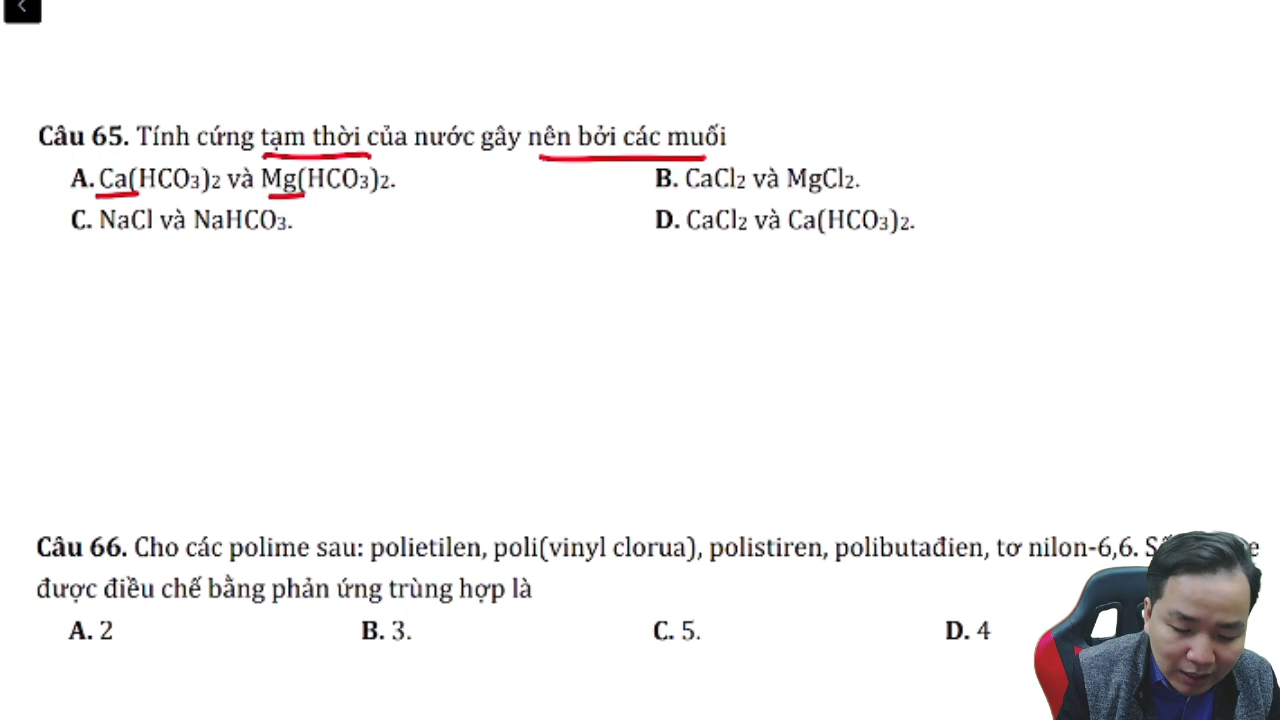 Câu 65. Tính cứng tạm thời của nước gây nên bởi các muối
A. Ca(HCO₃)₂ và Mg(HCO₃)₂. B. CaCl₂ và MgCl₂.
C. NaCl và NaHCO₃. D. CaCl₂ và Ca(HCO₃)₂.
Câu 66. Cho các polime sau: polietilen, poli(vinyl clorua), polistiren, polibutađien, tơ nilon-6,6.
được điều chế bằng phản ứng trùng hợp là
A. 2 B. 3. C. 5. D. 4